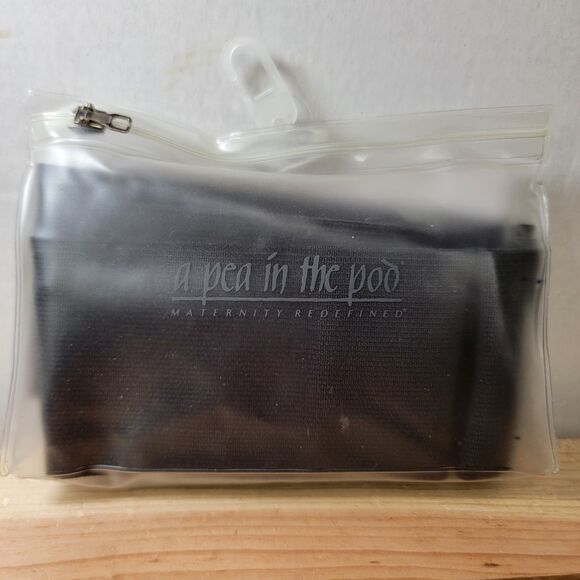 a pea in the pod®
MATERNITY REDEFINED®